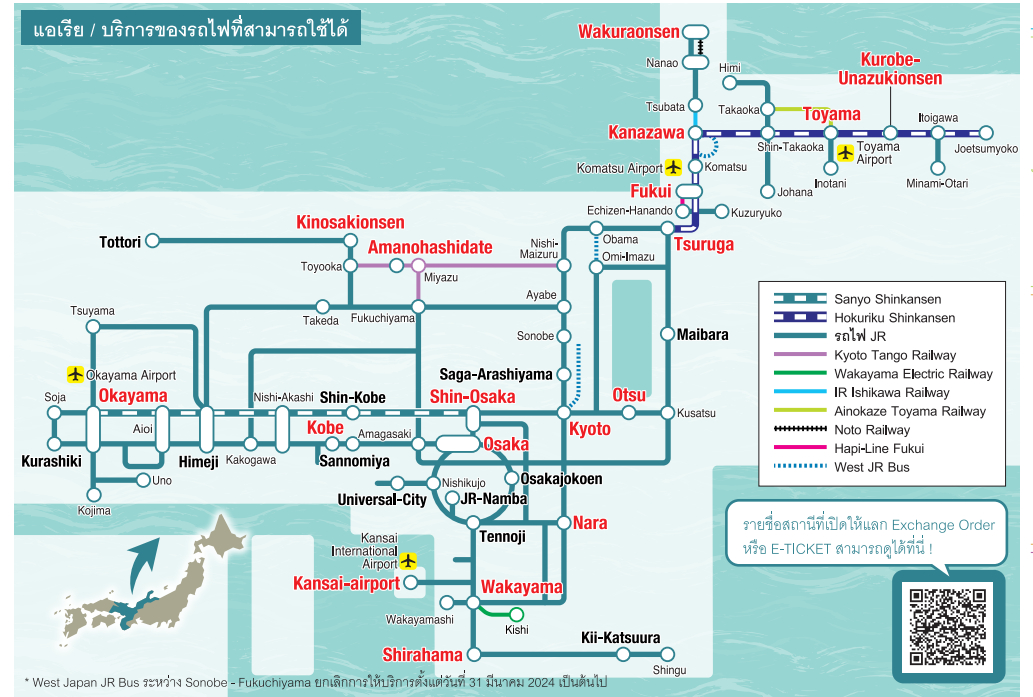 แอเรีย / บริการของรถไฟที่สามารถใช้ได้
Wakuraonsen
Nanao
Himi
Kurobe-
Unazukionsen
Tsubata
Takaoka
Toyama
Itoigawa
Kanazawa
Shin-Takaoka
Toyama
Airport
Joetsumyoko
Komatsu Airport
Komatsu
Inotani
Minami-Otari
Fukui
Johana
Echizen-Hanando
Kuzuryuko
Kinosakionsen
Tottori
Amanohashidate
Nishi-
Maizuru
Obama
Tsuruga
Toyooka
Miyazu
Omi-Imazu
Ayabe
Tsuyama
Takeda
Fukuchiyama
Sonobe
Maibara
Okayama Airport
Saga-Arashiyama
Soja
Okayama
Nishi-Akashi
Shin-Kobe
Shin-Osaka
Otsu
Aioi
Kobe
Amagasaki
Kyoto
Kusatsu
Osaka
Kurashiki
Himeji
Kakogawa
Sannomiya
Uno
Kojima
Nishikujo
Osakajokoen
Universal-City
JR-Namba
Nara
Tennoji
Kansai
International
Airport
Kansai-airport
Wakayama
Wakayamashi
Kishi
Kii-Katsuura
Shirahama
Shingu
Sanyo Shinkansen
Hokuriku Shinkansen
รถไฟ JR
Kyoto Tango Railway
Wakayama Electric Railway
IR Ishikawa Railway
Ainokaze Toyama Railway
Noto Railway
Hapi-Line Fukui
West JR Bus
รายชื่อสถานีที่เปิดให้แลก Exchange Order
หรือ E-TICKET สามารถดูได้ที่นี่ !
* West Japan JR Bus ระหว่าง Sonobe - Fukuchiyama ยกเลิกการให้บริการตั้งแต่วันที่ 31 มีนาคม 2024 เป็นต้นไป